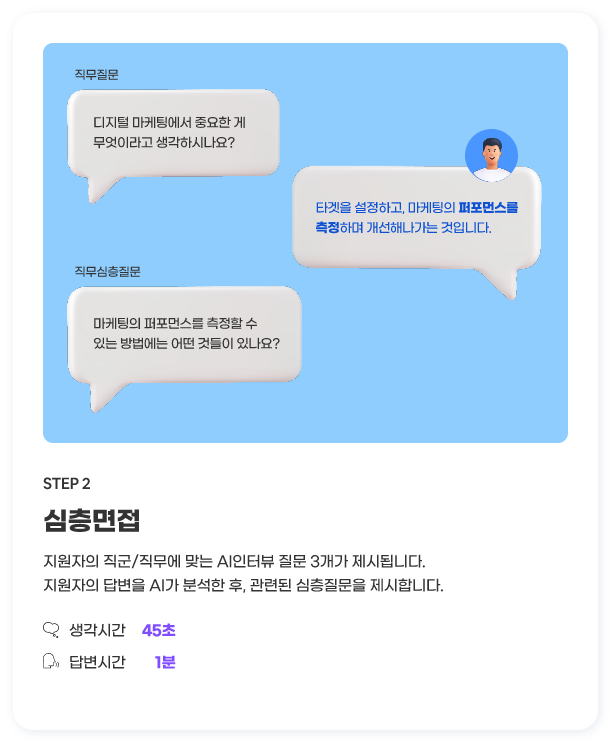 직무질문
디지털 마케팅에서 중요한 게
무엇이라고 생각하시나요?
타겟을 설정하고, 마케팅의 퍼포먼스를
측정하며 개선해나가는 것입니다.
직무심층질문
마케팅의 퍼포먼스를 측정할 수
있는 방법에는 어떤 것들이 있나요?
STEP 2
심층면접
지원자의 직군/직무에 맞는 AI인터뷰 질문 3개가 제시됩니다.
지원자의 답변을 AI가 분석한 후, 관련된 심층질문을 제시합니다.
생각시간 45초
답변시간 1분